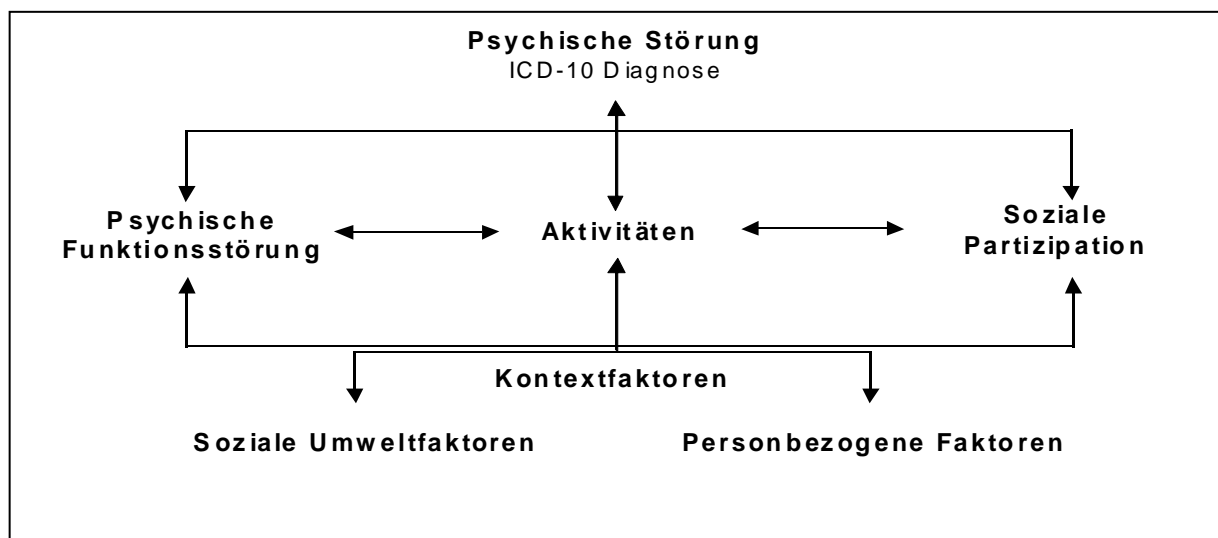 Psychische Störung
ICD-10 Diagnose
Psychische
Funktionsstörung
Aktivitäten
Soziale
Partizipation
Kontextfaktoren
Soziale Umweltfaktoren
Personbezogene Faktoren